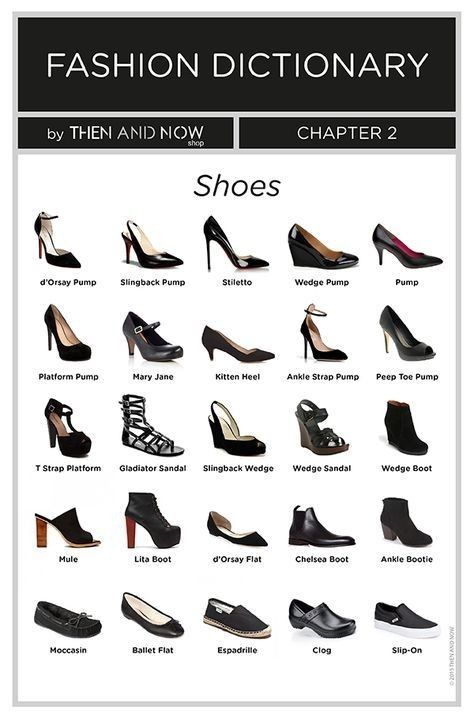 FASHION DICTIONARY
by THEN AND NOW
shop
CHAPTER 2
Shoes
d'Orsay Pump Slingback Pump Stiletto Wedge Pump Pump
Platform Pump Mary Jane Kitten Heel Ankle Strap Pump Peep Toe Pump
T Strap Platform Gladiator Sandal Slingback Wedge Wedge Sandal Wedge Boot
Mule Lita Boot d'Orsay Flat Chelsea Boot Ankle Bootie
Moccasin Ballet Flat Espadrille Clog Slip-On
© 2015 THEN AND NOW